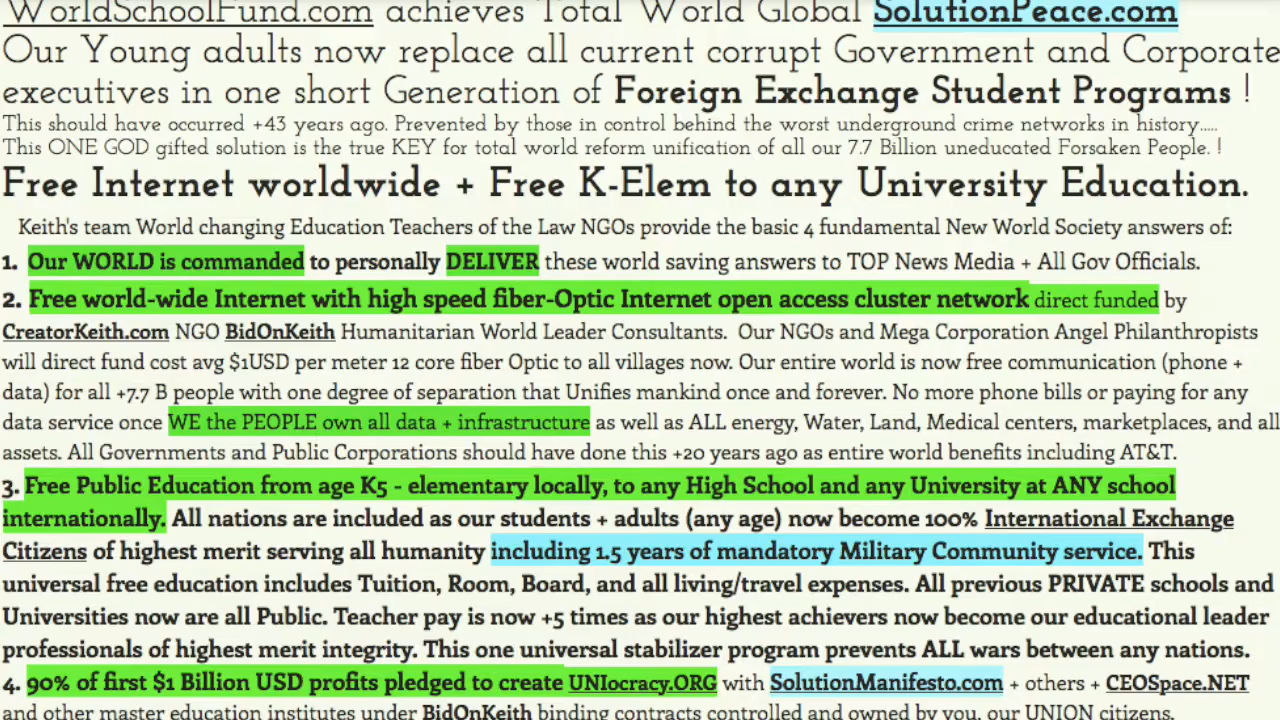 WorldSchoolFund.com achieves Total World Global SolutionPeace.com
Our Young adults now replace all current corrupt Government and Corporate
executives in one short Generation of Foreign Exchange Student Programs !
This should have occurred +43 years ago. Prevented by those in control behind the worst underground crime networks in history.....
This ONE GOD gifted solution is the true KEY for total world reform unification of all our 7.7 Billion uneducated Forsaken People. !
Free Internet worldwide + Free K-Elem to any University Education.
Keith's team World changing Education Teachers of the Law NGOs provide the basic 4 fundamental New World Society answers of:
1. Our WORLD is commanded to personally DELIVER these world saving answers to TOP News Media + All Gov Officials.
2. Free world-wide Internet with high speed fiber-Optic Internet open access cluster network direct funded by
CreatorKeith.com NGO BidOnKeith Humanitarian World Leader Consultants. Our NGOs and Mega Corporation Angel Philanthropists
will direct fund cost avg $1USD per meter 12 core fiber Optic to all villages now. Our entire world is now free communication (phone +
data) for all +7.7 B people with one degree of separation that Unifies mankind once and forever. No more phone bills or paying for any
data service once WE the PEOPLE own all data + infrastructure as well as ALL energy, Water, Land, Medical centers, marketplaces, and all
assets. All Governments and Public Corporations should have done this +20 years ago as entire world benefits including AT&T.
3. Free Public Education from age K5 - elementary locally, to any High School and any University at ANY school
internationally. All nations are included as our students + adults (any age) now become 100% International Exchange
Citizens of highest merit serving all humanity including 1.5 years of mandatory Military Community service. This
universal free education includes Tuition, Room, Board, and all living/travel expenses. All previous PRIVATE schools and
Universities now are all Public. Teacher pay is now +5 times as our highest achievers now become our educational leader
professionals of highest merit integrity. This one universal stabilizer program prevents ALL wars between any nations.
4. 90% of first $1 Billion USD profits pledged to create UNIocracy.ORG with SolutionManifesto.com + others + CEOSpace.NET
and other master education institutes under BidOnKeith binding contracts controlled and owned by you, our UNION citizens.